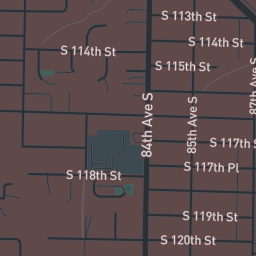 S 113th St
S 114th St
S 114th St
S 115th St
84th Ave S
85th Ave S
87th Ave S
S 117th St
S 117th Pl
S 118th St
S 119th St
S 120th St